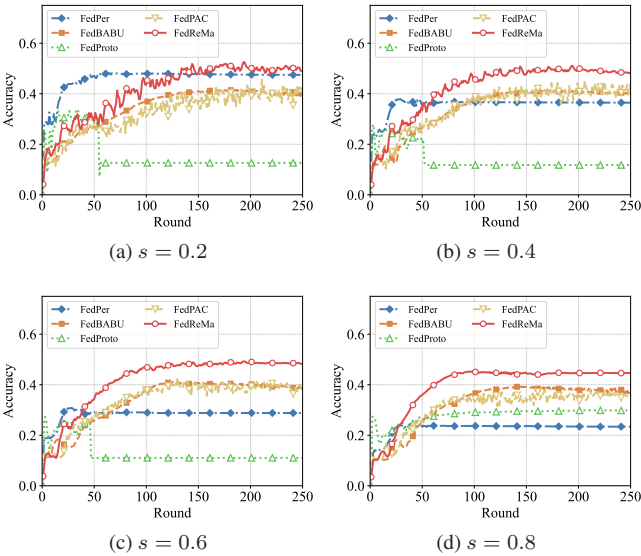 FedPer
FedBABU
FedProto
FedPAC
FedReMa
Accuracy
0.6
0.4
0.2
0.0
0 50 100 150 200 250
Round
(a) s = 0.2
FedPer
FedBABU
FedProto
FedPAC
FedReMa
Accuracy
0.6
0.4
0.2
0.0
0 50 100 150 200 250
Round
(b) s = 0.4
FedPer
FedBABU
FedProto
FedPAC
FedReMa
Accuracy
0.6
0.4
0.2
0.0
0 50 100 150 200 250
Round
(c) s = 0.6
FedPer
FedBABU
FedProto
FedPAC
FedReMa
Accuracy
0.6
0.4
0.2
0.0
0 50 100 150 200 250
Round
(d) s = 0.8